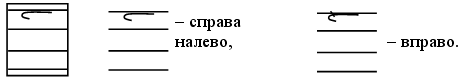 – справа
налево,
– вправо.